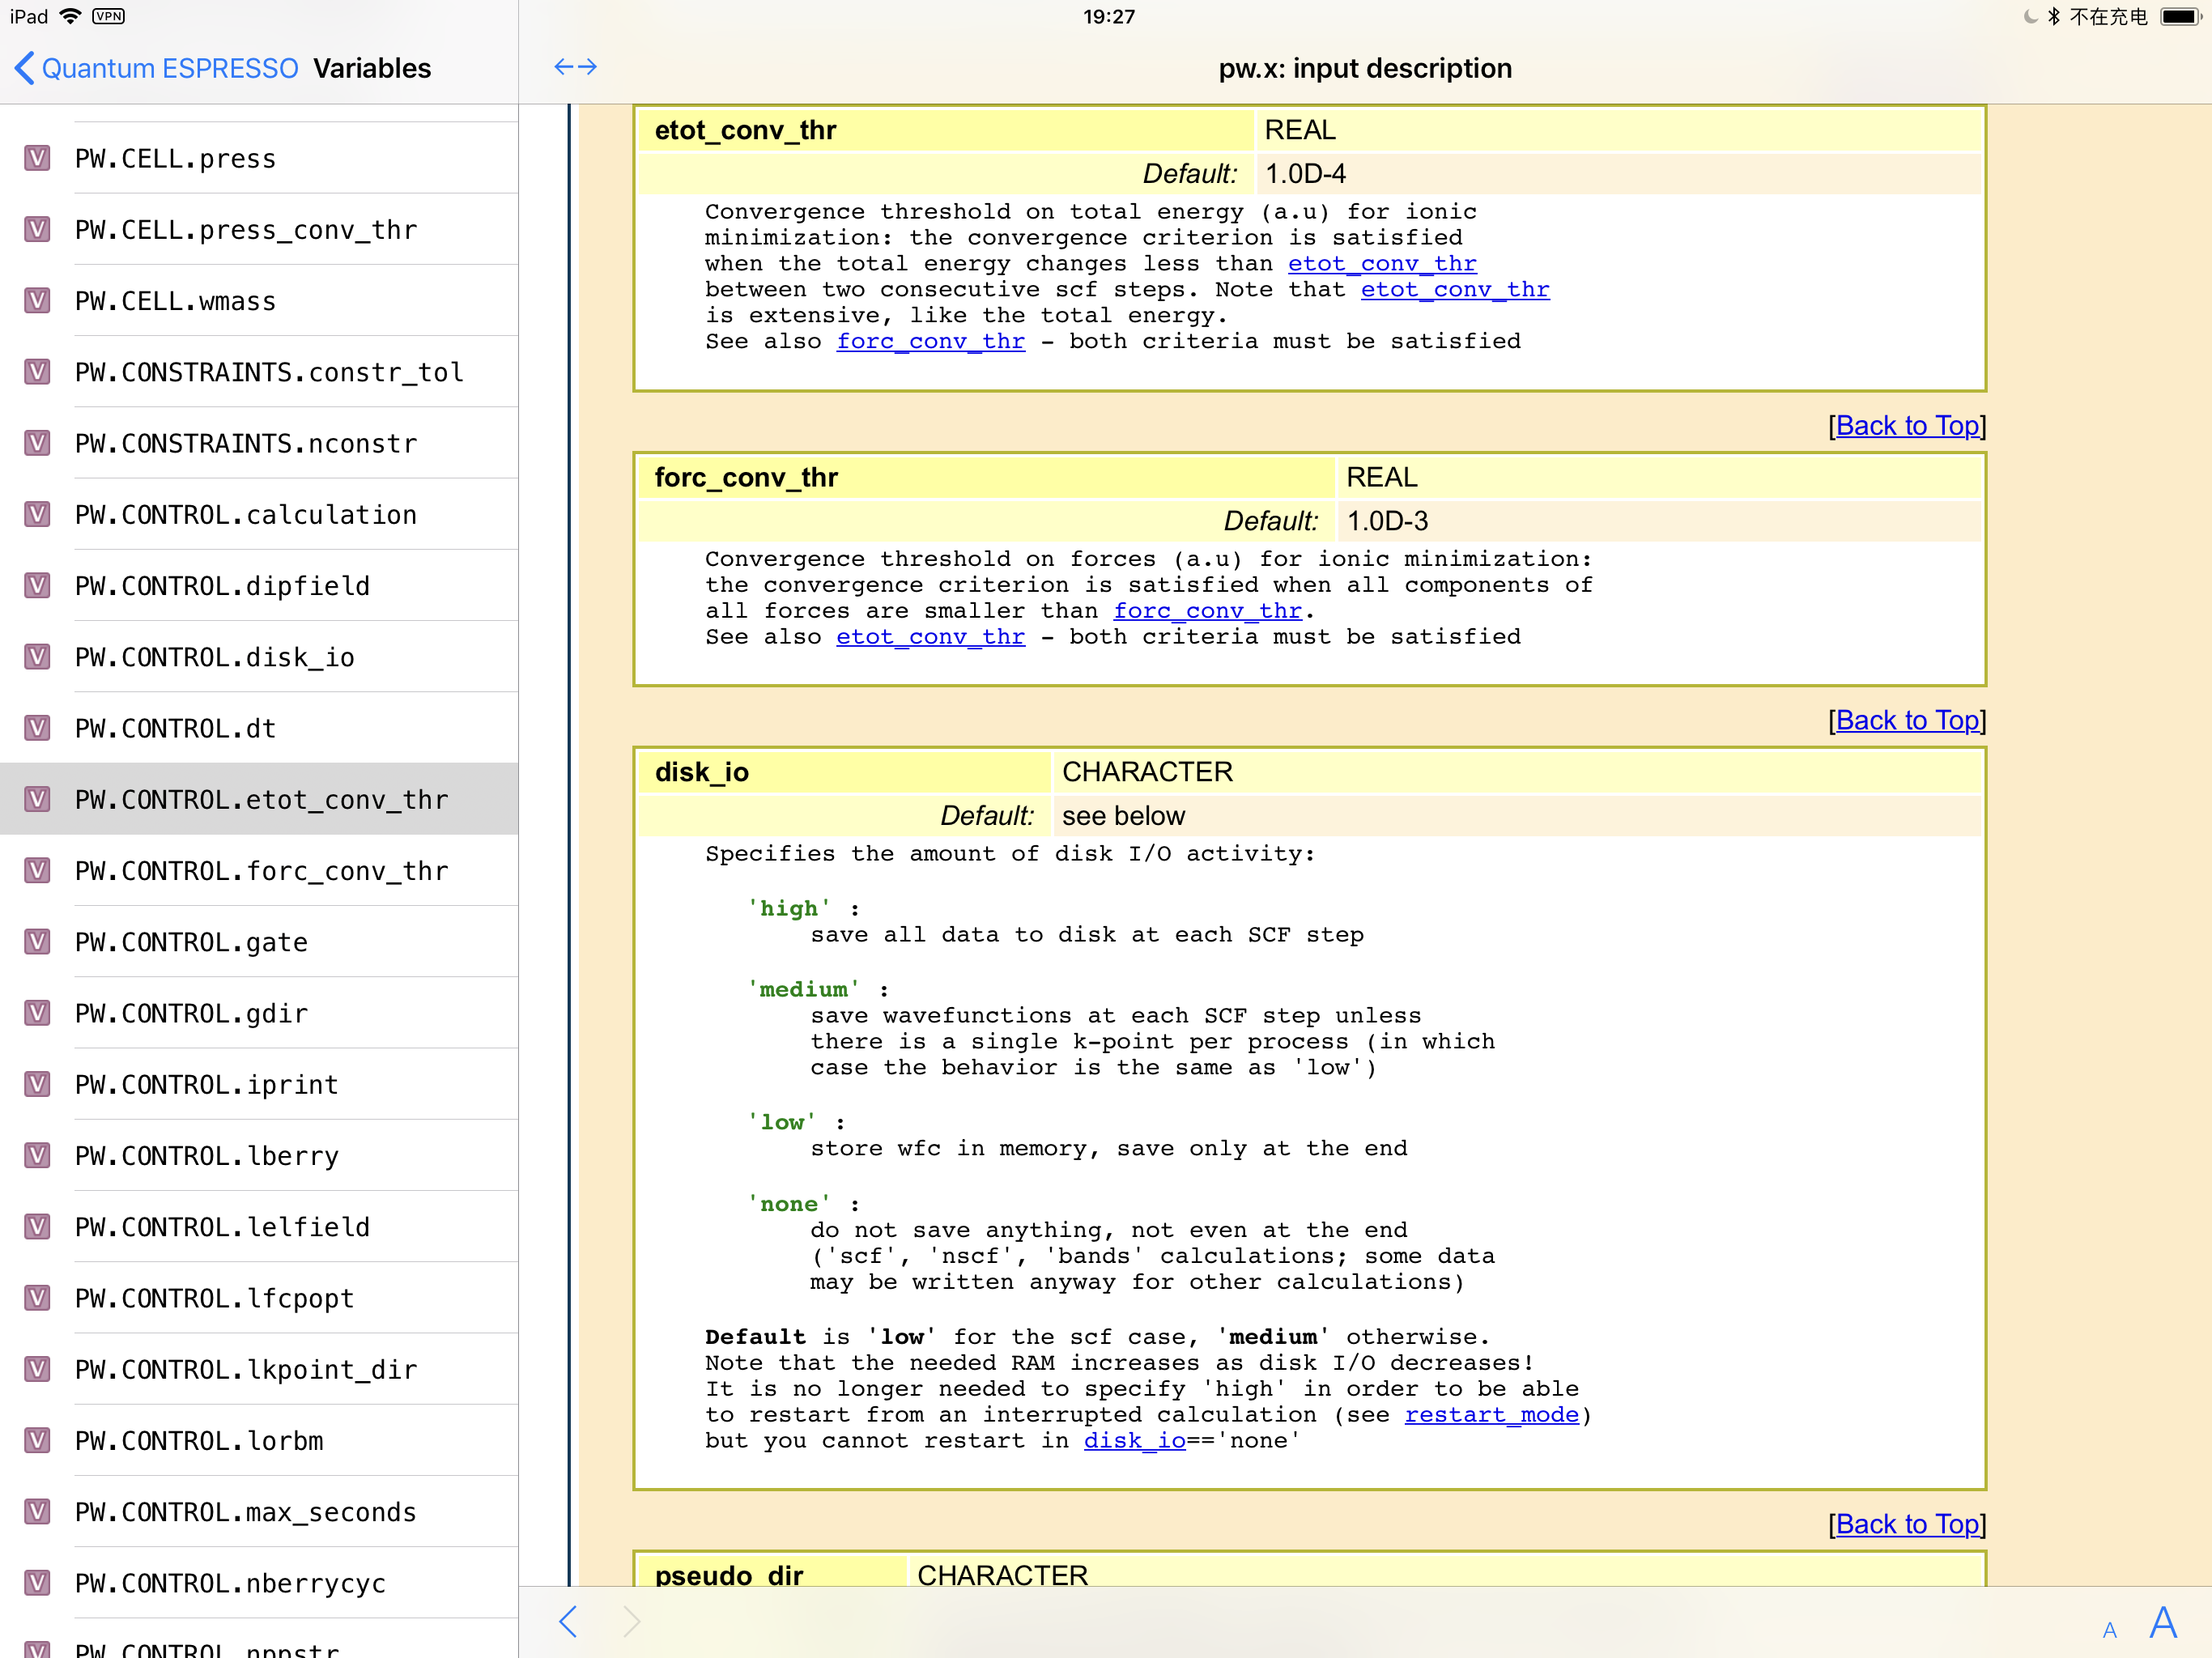 iPad VPN 19:27 不在充电
Quantum ESPRESSO Variables
pw.x: input description
PW.CELL.press
PW.CELL.press_conv_thr
PW.CELL.wmass
PW.CONSTRAINTS.constr_tol
PW.CONSTRAINTS.nconstr
PW.CONTROL.calculation
PW.CONTROL.dipfield
PW.CONTROL.disk_io
PW.CONTROL.dt
PW.CONTROL.etot_conv_thr
PW.CONTROL.forc_conv_thr
PW.CONTROL.gate
PW.CONTROL.gdir
PW.CONTROL.iprint
PW.CONTROL.lberry
PW.CONTROL.lelfield
PW.CONTROL.lfcpopt
PW.CONTROL.lkpoint_dir
PW.CONTROL.lorbm
PW.CONTROL.max_seconds
PW.CONTROL.nberrycyc
PW.CONTROL.nppstr
etot_conv_thr REAL
Default: 1.0D-4
Convergence threshold on total energy (a.u) for ionic
minimization: the convergence criterion is satisfied
when the total energy changes less than etot_conv_thr
between two consecutive scf steps. Note that etot_conv_thr
is extensive, like the total energy.
See also forc_conv_thr - both criteria must be satisfied
[Back to Top]
forc_conv_thr REAL
Default: 1.0D-3
Convergence threshold on forces (a.u) for ionic minimization:
the convergence criterion is satisfied when all components of
all forces are smaller than forc_conv_thr.
See also etot_conv_thr - both criteria must be satisfied
[Back to Top]
disk_io CHARACTER
Default: see below
Specifies the amount of disk I/O activity:
'high' :
save all data to disk at each SCF step
'medium' :
save wavefunctions at each SCF step unless
there is a single k-point per process (in which
case the behavior is the same as 'low')
'low' :
store wfc in memory, save only at the end
'none' :
do not save anything, not even at the end
('scf', 'nscf', 'bands' calculations; some data
may be written anyway for other calculations)
Default is 'low' for the scf case, 'medium' otherwise.
Note that the needed RAM increases as disk I/O decreases!
It is no longer needed to specify 'high' in order to be able
to restart from an interrupted calculation (see restart_mode)
but you cannot restart in disk_io=='none'
[Back to Top]
pseudo_dir CHARACTER
A A